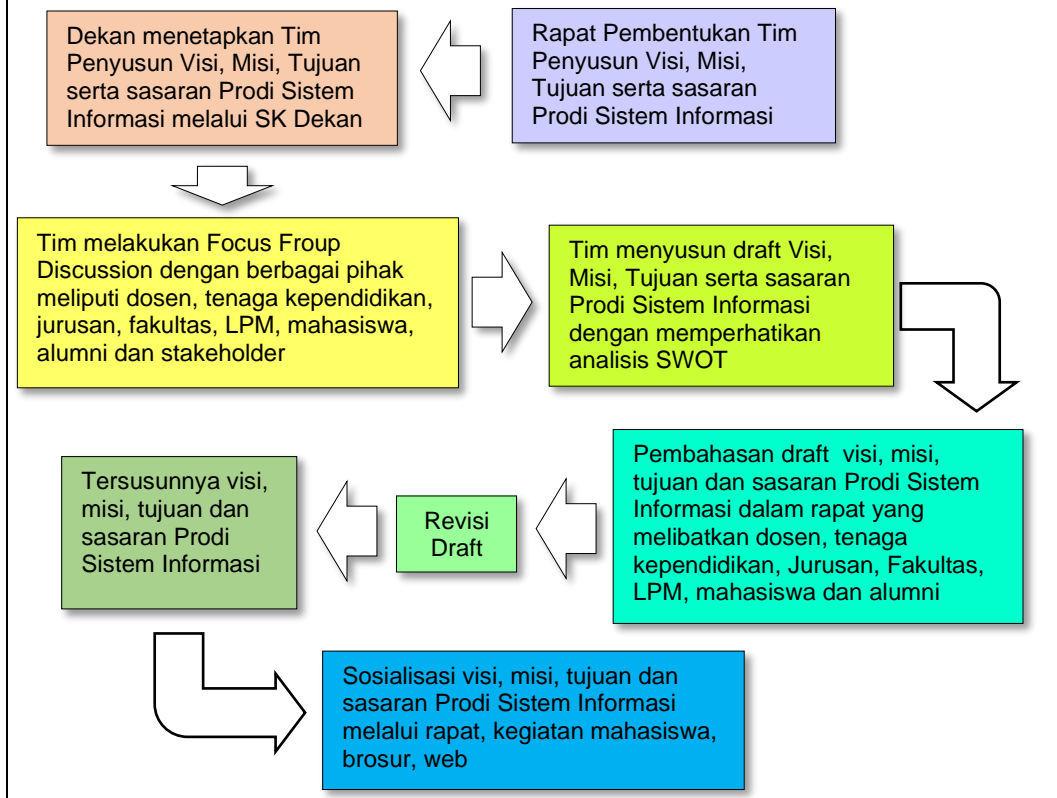 Rapat Pembentukan Tim
Penyusun Visi, Misi,
Tujuan serta sasaran
Prodi Sistem Informasi
Dekan menetapkan Tim
Penyusun Visi, Misi, Tujuan
serta sasaran Prodi Sistem
Informasi melalui SK Dekan
Tim melakukan Focus Froup
Discussion dengan berbagai pihak
meliputi dosen, tenaga kependidikan,
jurusan, fakultas, LPM, mahasiswa,
alumni dan stakeholder
Tim menyusun draft Visi,
Misi, Tujuan serta sasaran
Prodi Sistem Informasi
dengan memperhatikan
analisis SWOT
Pembahasan draft visi, misi,
tujuan dan sasaran Prodi Sistem
Informasi dalam rapat yang
melibatkan dosen, tenaga
kependidikan, Jurusan, Fakultas,
LPM, mahasiswa dan alumni
Revisi
Draft
Tersusunnya visi,
misi, tujuan dan
sasaran Prodi
Sistem Informasi
Sosialisasi visi, misi, tujuan dan
sasaran Prodi Sistem Informasi
melalui rapat, kegiatan mahasiswa,
brosur, web